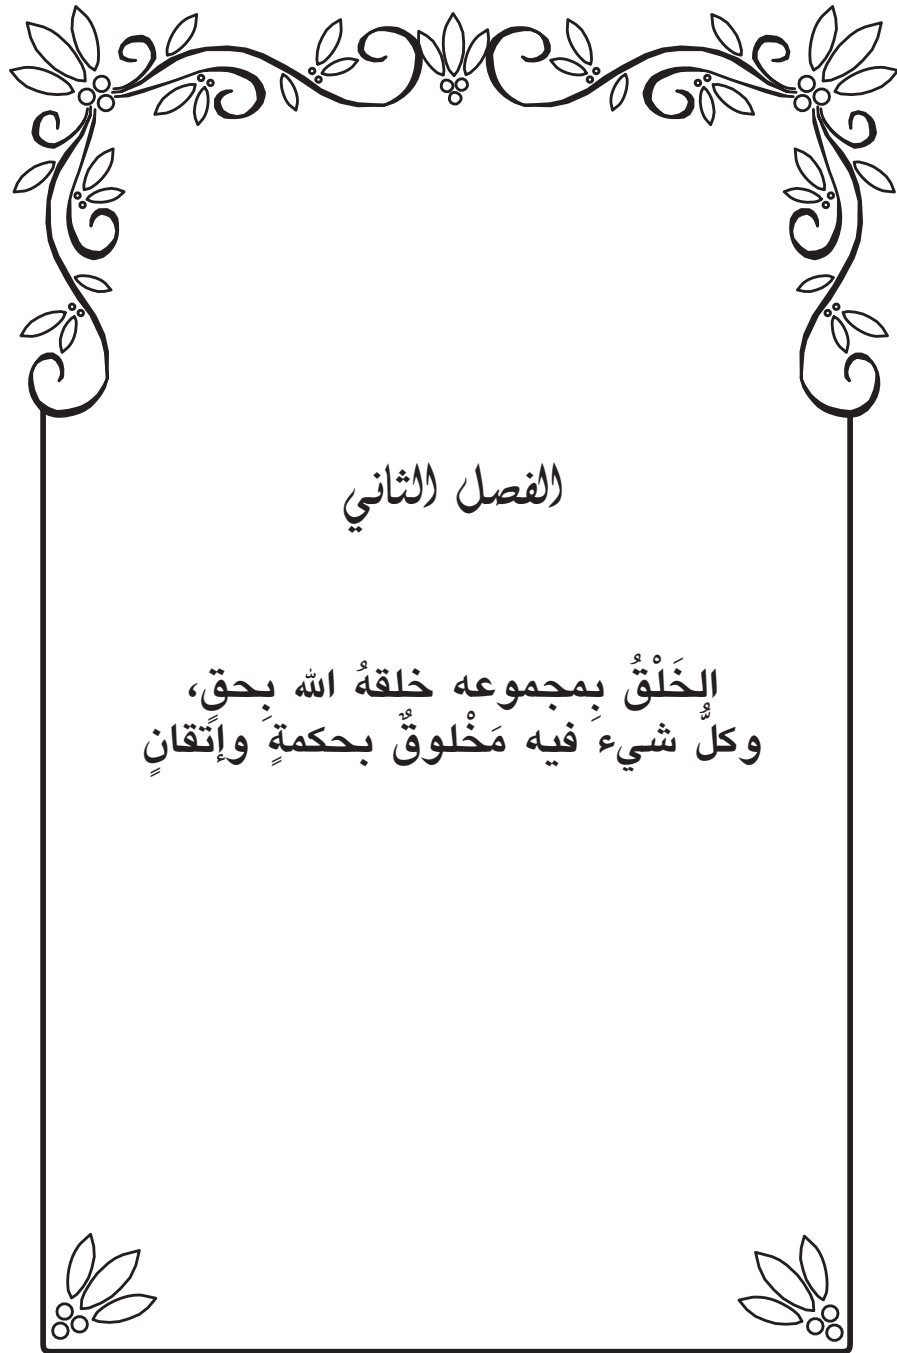 الفصل الثاني
الخَلْقُ بِمجموعه خلقهُ الله بِحقٍ،
وكلُّ شيء فيه مَخْلوقٌ بحكمةٍ وإتقانٍ